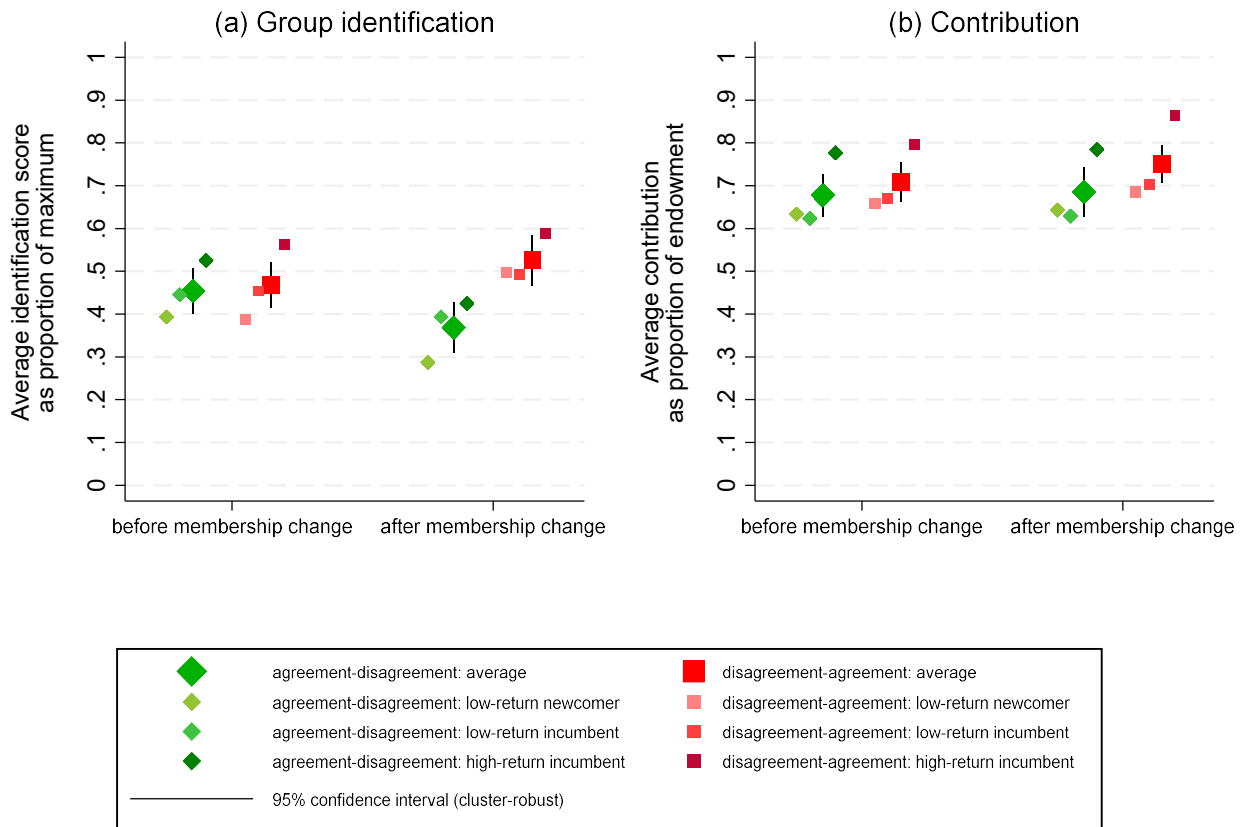 (a) Group identification
Average identification score
as proportion of maximum
1
.9
.8
.7
.6
.5
.4
.3
.2
.1
0
before membership change
after membership change
(b) Contribution
Average contribution
as proportion of endowment
1
.9
.8
.7
.6
.5
.4
.3
.2
.1
0
before membership change
after membership change
agreement-disagreement: average
disagreement-agreement: average
agreement-disagreement: low-return newcomer
disagreement-agreement: low-return newcomer
agreement-disagreement: low-return incumbent
disagreement-agreement: low-return incumbent
agreement-disagreement: high-return incumbent
disagreement-agreement: high-return incumbent
95% confidence interval (cluster-robust)